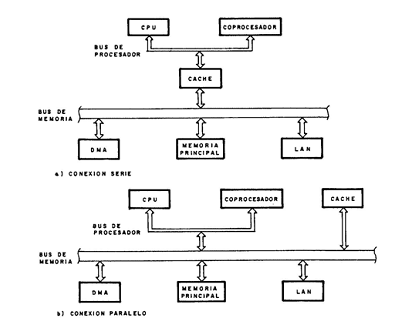 CPU
COPROCESADOR
BUS DE
PROCESADOR
CACHE
BUS DE
MEMORIA
DMA
MEMORIA
PRINCIPAL
LAN
a) CONEXION SERIE
CPU
COPROCESADOR
CACHE
BUS DE
PROCESADOR
BUS DE
MEMORIA
DMA
MEMORIA
PRINCIPAL
LAN
b) CONEXION PARALELO